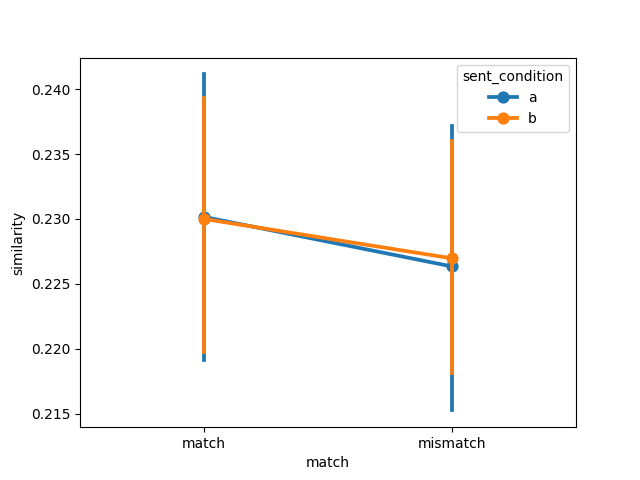 sent_condition
a
b
0.240
0.235
0.230
0.225
0.220
0.215
similarity
match
mismatch
match